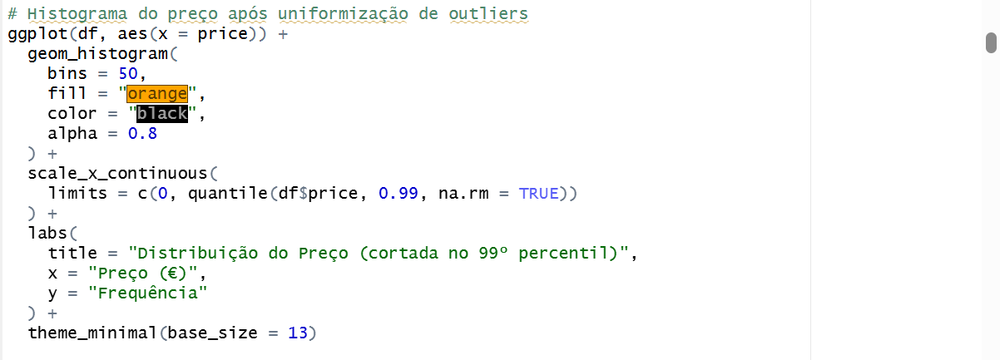 # Histograma do preço após uniformização de outliers
ggplot(df, aes(x = price)) +
  geom_histogram(
    bins = 50,
    fill = "orange",
    color = "black",
    alpha = 0.8
  ) +
  scale_x_continuous(
    limits = c(0, quantile(df$price, 0.99, na.rm = TRUE))
  ) +
  labs(
    title = "Distribuição do Preço (cortada no 99º percentil)",
    x = "Preço (€)",
    y = "Frequência"
  ) +
  theme_minimal(base_size = 13)